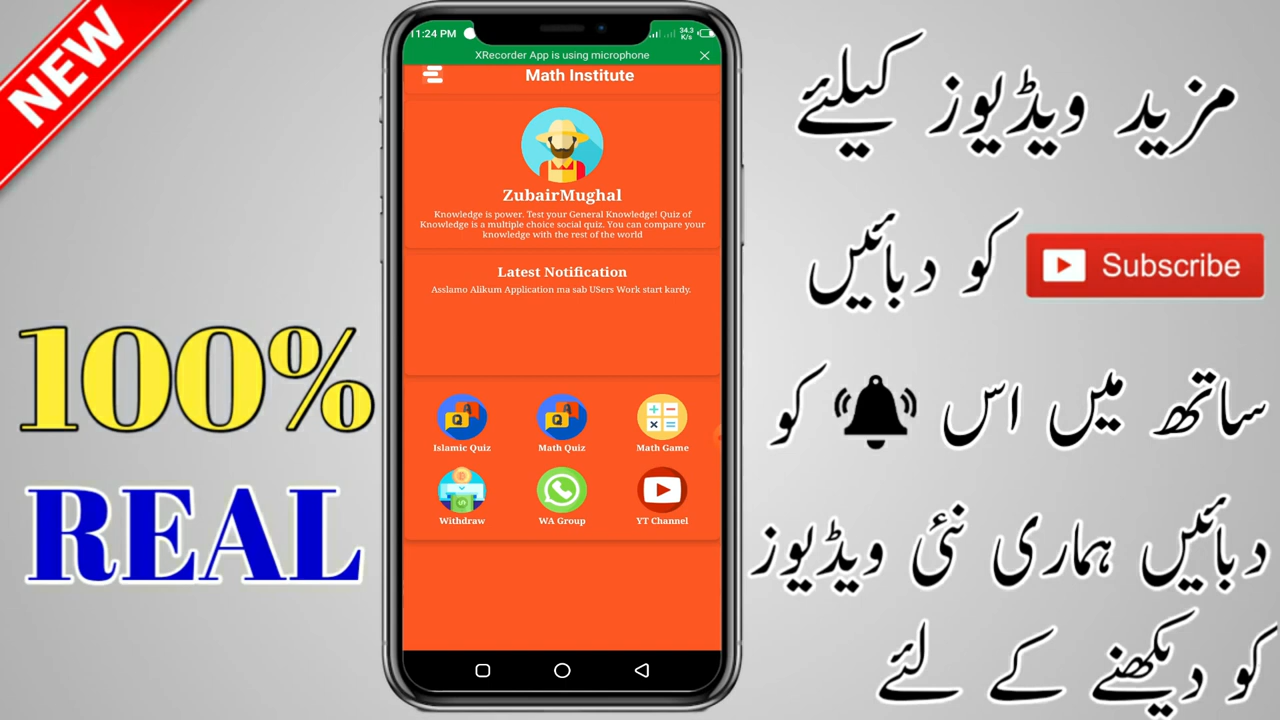 NEW
100%
REAL
11:24 PM
34.3
K/s
XRecorder App is using microphone
Math Institute
ZubairMughal
Knowledge is power. Test your General Knowledge! Quiz of
Knowledge is a multiple choice social quiz. You can compare your
knowledge with the rest of the world
Latest Notification
Asslamo Alikum Application ma sab USers Work start kardy.
Islamic Quiz
Math Quiz
Math Game
Withdraw
WA Group
YT Channel
مزید ویڈیوز کیلئے
Subscribe کو دبائیں
ساتھ میں اس کو
دبائیں ہماری نئی ویڈیوز
کو دیکھنے کے لئے